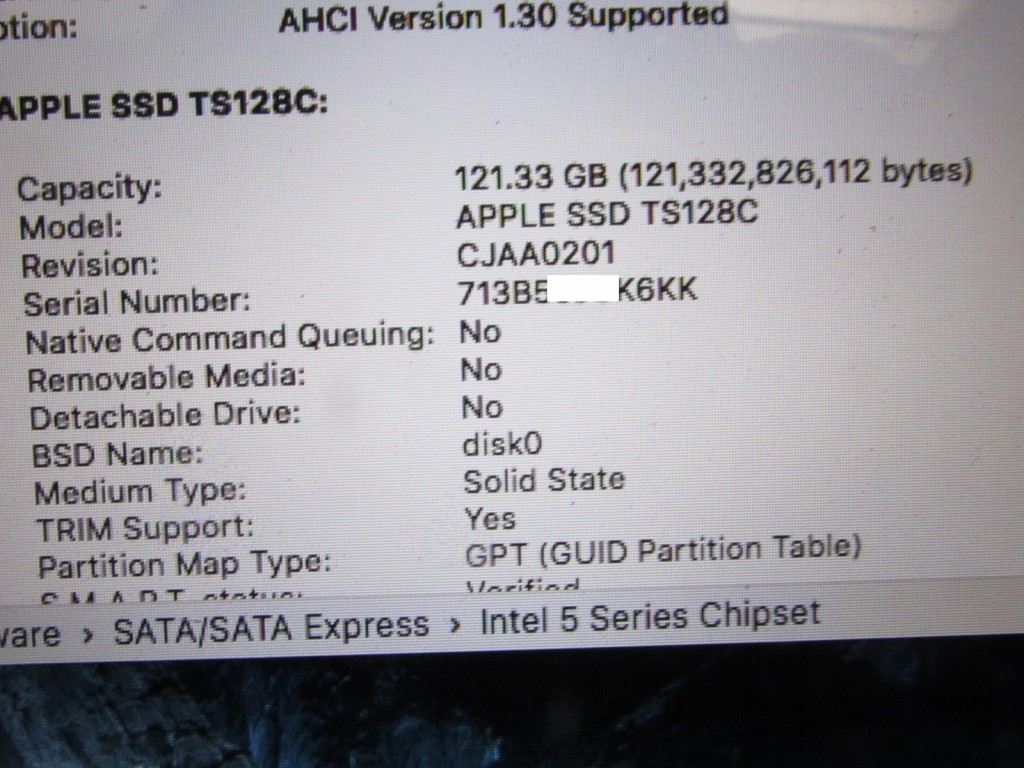 AHCI Version 1.30 Supported
APPLE SSD TS128C:
Capacity: 121.33 GB (121,332,826,112 bytes)
Model: APPLE SSD TS128C
Revision: CJAA0201
Serial Number: 713B5 K6KK
Native Command Queuing: No
Removable Media: No
Detachable Drive: No
BSD Name: disk0
Medium Type: Solid State
TRIM Support: Yes
Partition Map Type: GPT (GUID Partition Table)
S.M.A.R.T. status: Verified
› SATA/SATA Express › Intel 5 Series Chipset